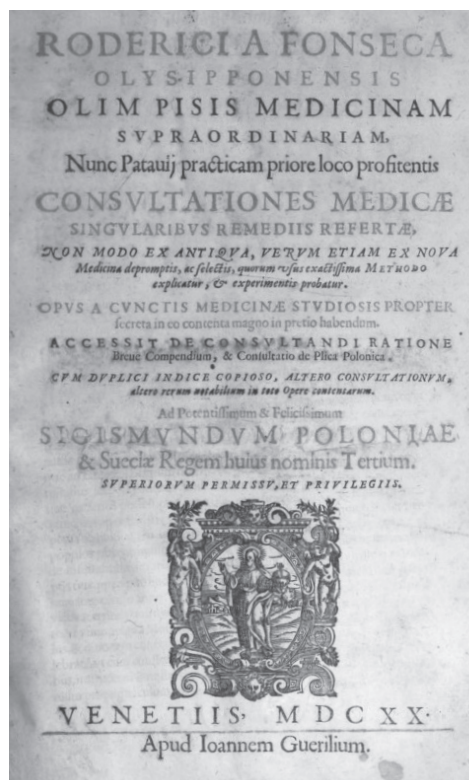 RODERICI A FONSECA
OLYSIPPONENSIS
OLIM PISIS MEDICINAM
SVPRAORDINARIAM,
Nunc Patauij practicam priore loco profitentis
CONSVLTATIONES MEDICÆ
SINGVLARIBVS REMEDIIS REFERTÆ,
NON MODO EX ANTIQVA, VERVM ETIAM EX NOVA
Medicina depromptis, ac selectis, quorum vsus exactissima METHODO
explicatur, & experimentis probatur.
OPVS A CVNCTIS MEDICINÆ STVDIOSIS PROPTER
secreta in eo contenta magno in pretio habendum.
ACCESSIT DE CONSVLTANDI RATIONE
Breue Compendium, & Consultatio de Plica Polonica.
CVM DVPLICI INDICE COPIOSO, ALTERO CONSVLTATIONVM,
altero rerum notabilium in toto Opere contentarum.
Ad Potentissimum & Felicissimum
SIGISMVNDVM POLONIAE
& Sueciæ Regem huius nominis Tertium.
SVPERIORVM PERMISSV, ET PRIVILEGIIS.
VENETIIS, MDCXX.
Apud Ioannem Guerilium.